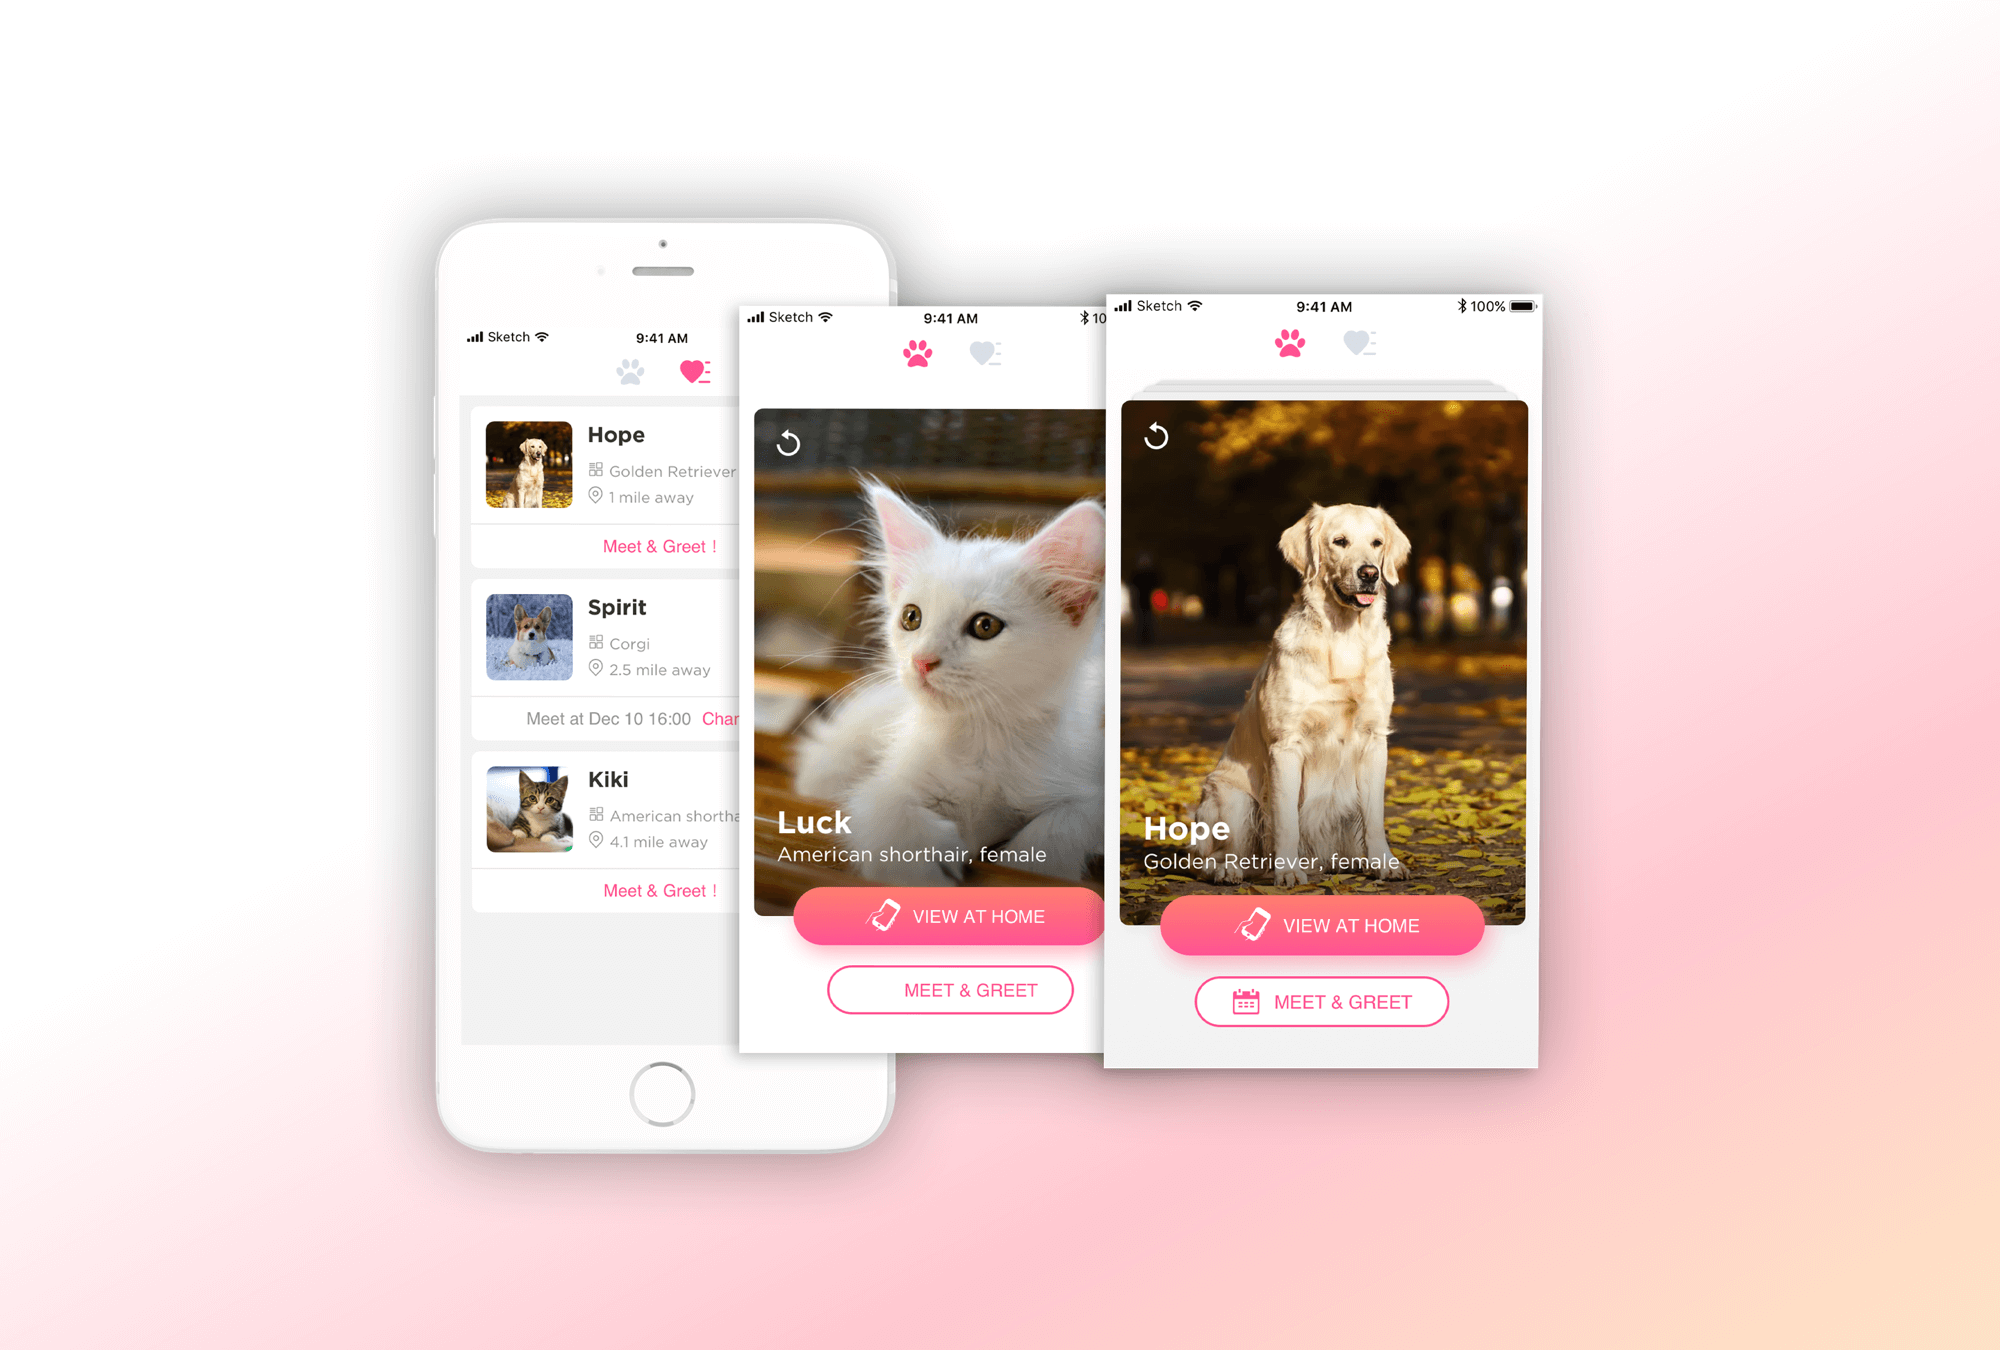 Sketch
9:41 AM
Hope
Golden Retriever
1 mile away
Meet & Greet !
Spirit
Corgi
2.5 mile away
Meet at Dec 10 16:00
Kiki
American
4.1 mile away
Meet & Greet !
Sketch
9:41 AM
Luck
American shorthair, female
VIEW AT HOME
MEET & GREET
Sketch
9:41 AM
100%
Hope
Golden Retriever, female
VIEW AT HOME
MEET & GREET